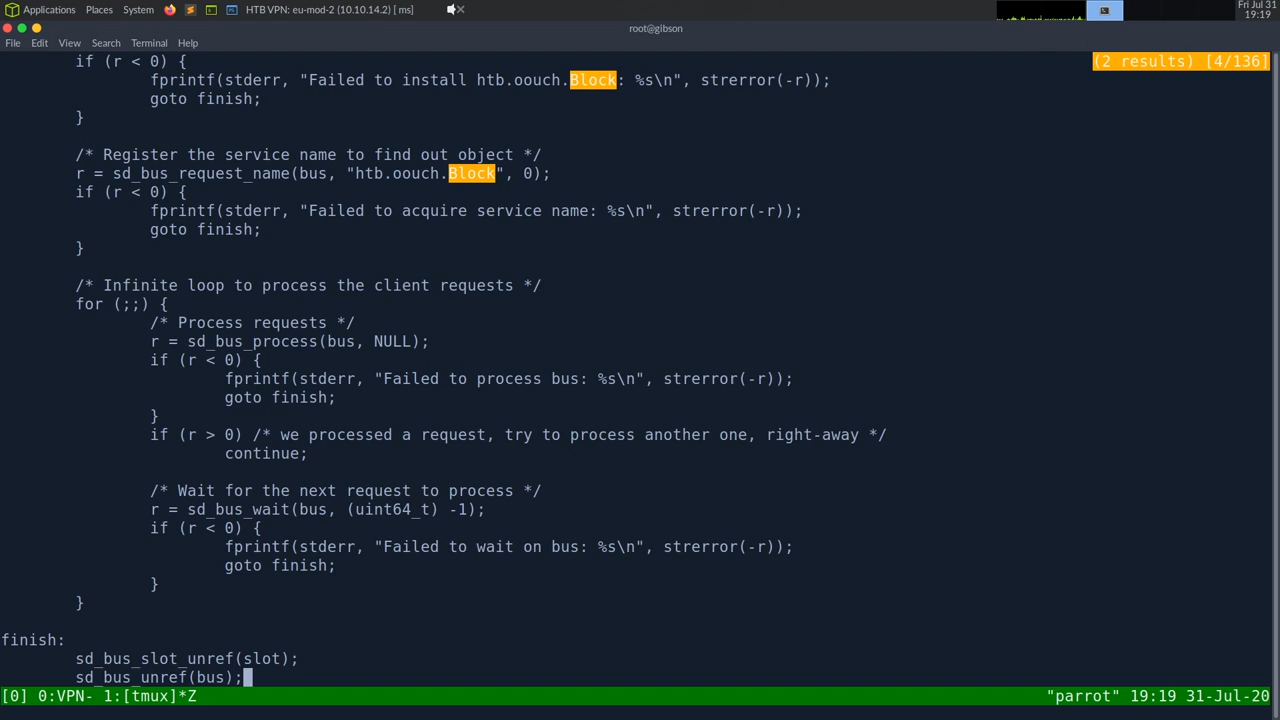 Applications Places System HTB VPN: eu-mod-2 (10.10.14.2) [ms] Fri Jul 31
19:19
root@gibson
File Edit View Search Terminal Help
if (r < 0) { (2 results) [4/136]
fprintf(stderr, "Failed to install htb.oouch.Block: %s\n", strerror(-r));
goto finish;
}
/* Register the service name to find out object */
r = sd_bus_request_name(bus, "htb.oouch.Block", 0);
if (r < 0) {
fprintf(stderr, "Failed to acquire service name: %s\n", strerror(-r));
goto finish;
}
/* Infinite loop to process the client requests */
for (;;) {
/* Process requests */
r = sd_bus_process(bus, NULL);
if (r < 0) {
fprintf(stderr, "Failed to process bus: %s\n", strerror(-r));
goto finish;
}
if (r > 0) /* we processed a request, try to process another one, right-away */
continue;
/* Wait for the next request to process */
r = sd_bus_wait(bus, (uint64_t) -1);
if (r < 0) {
fprintf(stderr, "Failed to wait on bus: %s\n", strerror(-r));
goto finish;
}
}
finish:
sd_bus_slot_unref(slot);
sd_bus_unref(bus);
[0] 0:VPN- 1:[tmux]*Z "parrot" 19:19 31-Jul-20